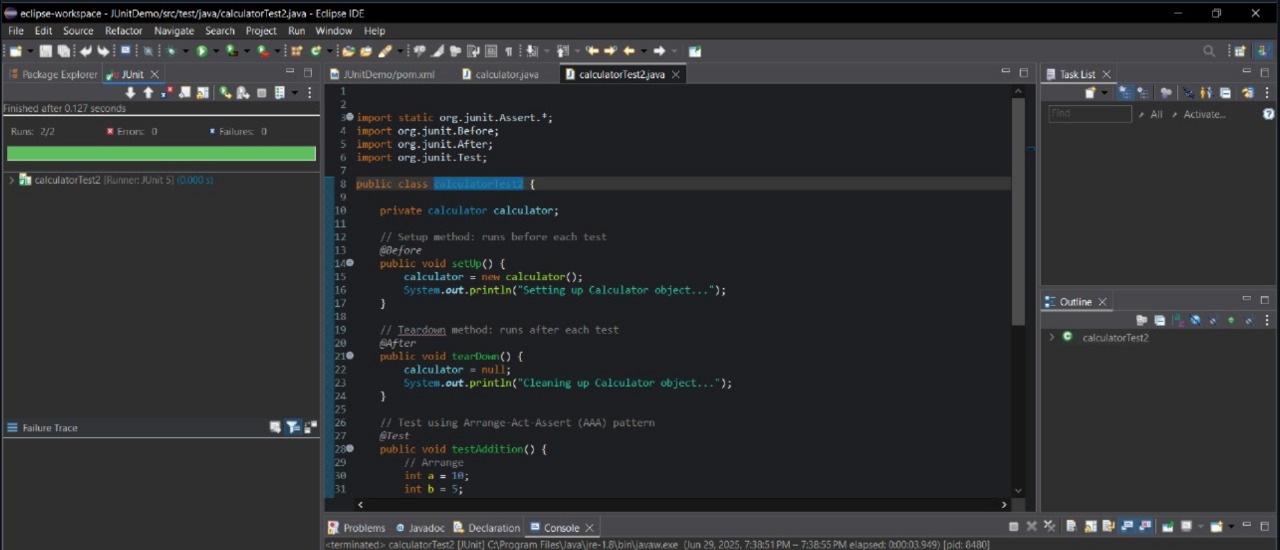 eclipse-workspace - JUnitDemo/src/test/java/calculatorTest2.java - Eclipse IDE
File Edit Source Refactor Navigate Search Project Run Window Help
Package Explorer JUnit
Finished after 0.127 seconds
Runs: 2/2 Errors: 0 Failures: 0
calculatorTest2 [Runner: JUnit 5] (0.000 s)
Failure Trace
JUnitDemo/pom.xml calculator.java calculatorTest2.java
1
2
3 import static org.junit.Assert.*;
4 import org.junit.Before;
5 import org.junit.After;
6 import org.junit.Test;
7
8 public class calculatorTest2 {
9
10 private calculator calculator;
11
12 // Setup method: runs before each test
13 @Before
14 public void setUp() {
15 calculator = new calculator();
16 System.out.println("Setting up Calculator object...");
17 }
18
19 // Teardown method: runs after each test
20 @After
21 public void tearDown() {
22 calculator = null;
23 System.out.println("Cleaning up Calculator object...");
24 }
25
26 // Test using Arrange-Act-Assert (AAA) pattern
27 @Test
28 public void testAddition() {
29 // Arrange
30 int a = 10;
31 int b = 5;
Task List
Find All Activate...
Outline
calculatorTest2
Problems Javadoc Declaration Console
<terminated> calculatorTest2 [JUnit] C:\Program Files\Java\jre-1.8\bin\javaw.exe (Jun 29, 2025, 7:38:51 PM – 7:38:55 PM elapsed: 0:00:03.949) [pid: 8480]